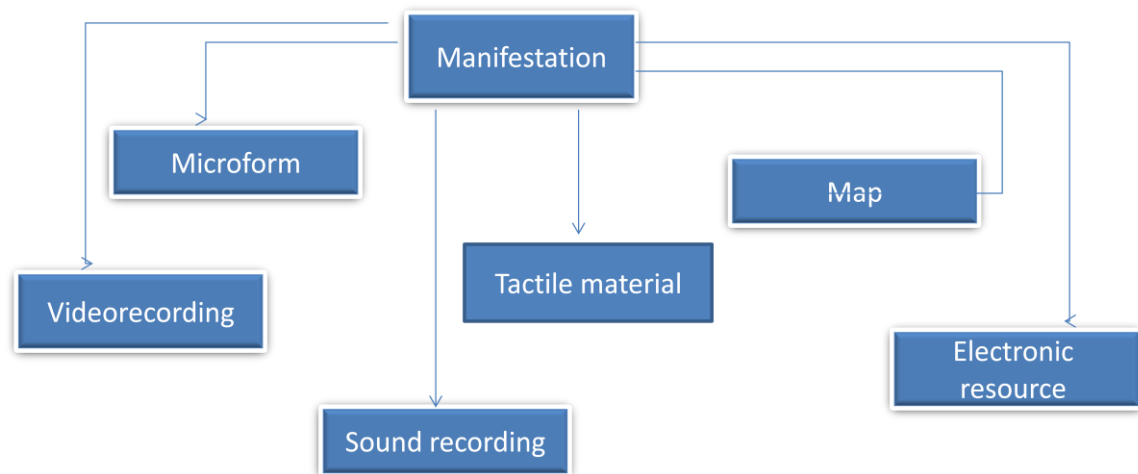 Manifestation
Microform
Map
Tactile material
Videorecording
Electronic
resource
Sound recording